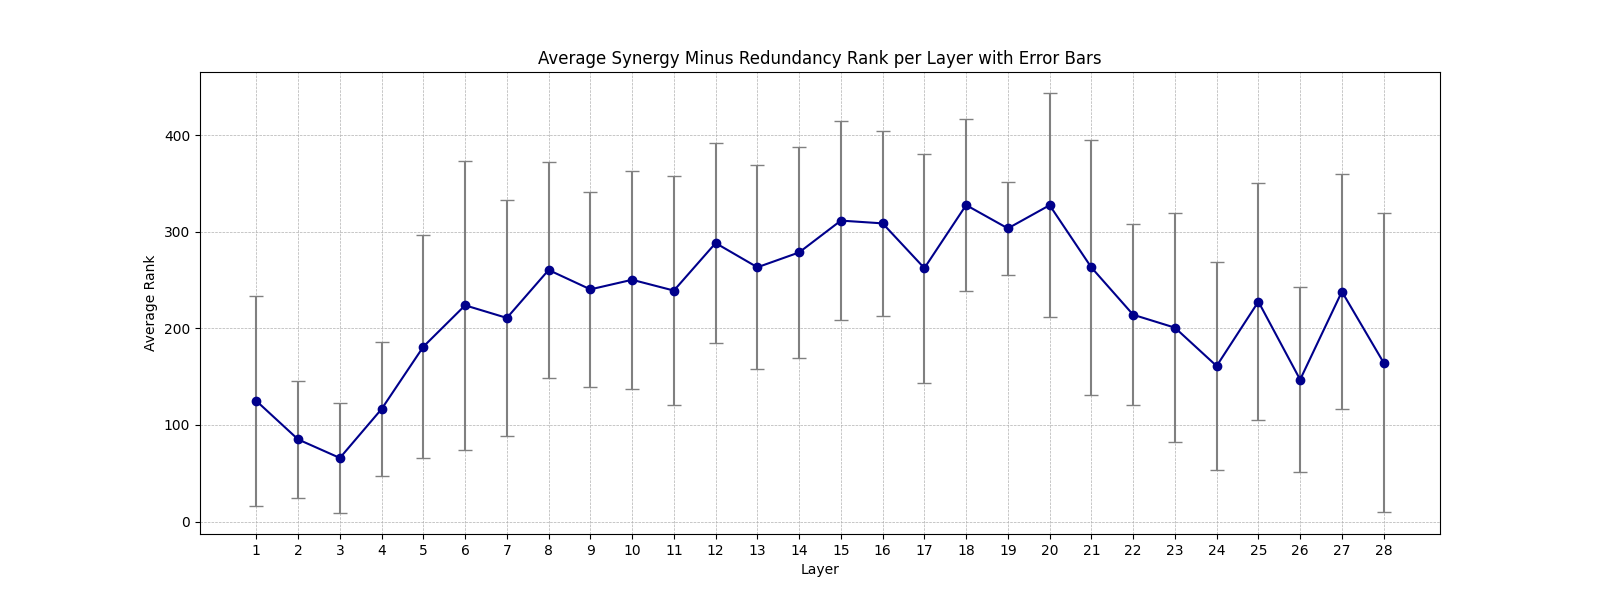 Average Synergy Minus Redundancy Rank per Layer with Error Bars
Average Rank
400
300
200
100
0
1 2 3 4 5 6 7 8 9 10 11 12 13 14 15 16 17 18 19 20 21 22 23 24 25 26 27 28
Layer